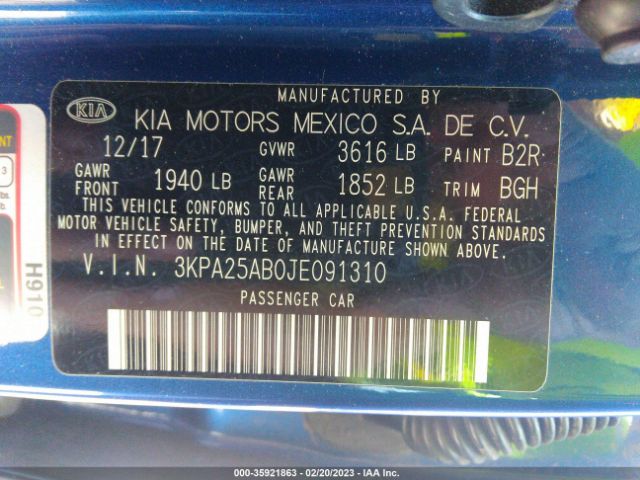 MANUFACTURED BY
KIA KIA MOTORS MEXICO S.A. DE C.V.
12/17 GVWR 3616 LB PAINT B2R
GAWR FRONT 1940 LB GAWR REAR 1852 LB TRIM BGH
THIS VEHICLE CONFORMS TO ALL APPLICABLE U.S.A. FEDERAL
MOTOR VEHICLE SAFETY, BUMPER, AND THEFT PREVENTION STANDARDS
IN EFFECT ON THE DATE OF MANUFACTURE SHOWN ABOVE.
V.I.N. 3KPA25AB0JE091310
PASSENGER CAR
H910
3
000-35921863 - 02/20/2023 - IAA Inc.